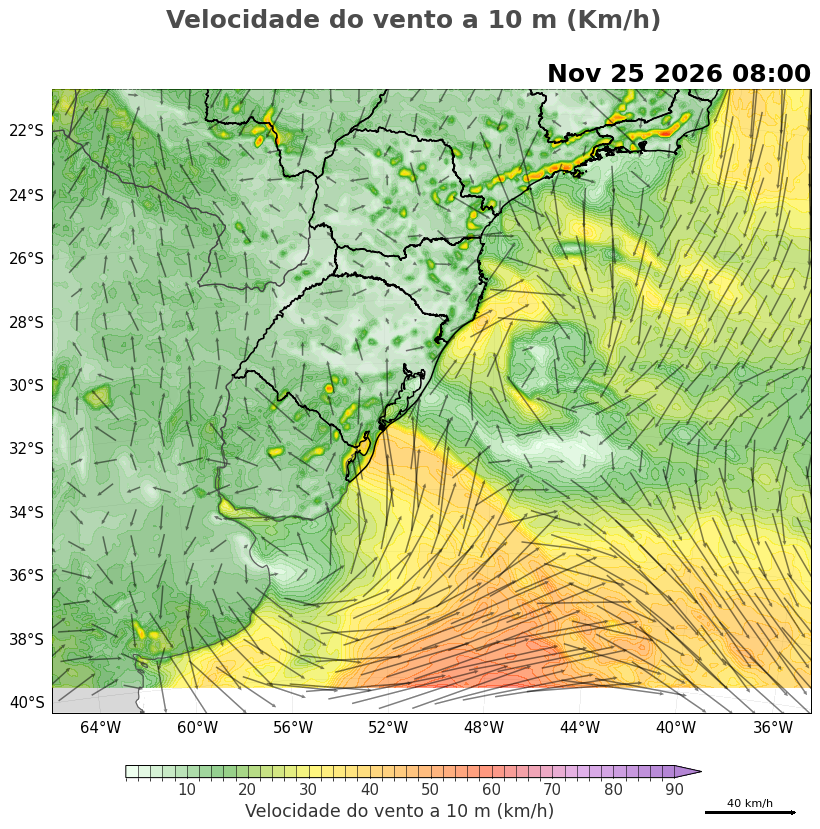 Velocidade do vento a 10 m (Km/h)
Nov 25 2026 08:00
22°S
24°S
26°S
28°S
30°S
32°S
34°S
36°S
38°S
40°S
64°W 60°W 56°W 52°W 48°W 44°W 40°W 36°W
10 20 30 40 50 60 70 80 90
Velocidade do vento a 10 m (km/h)
40 km/h